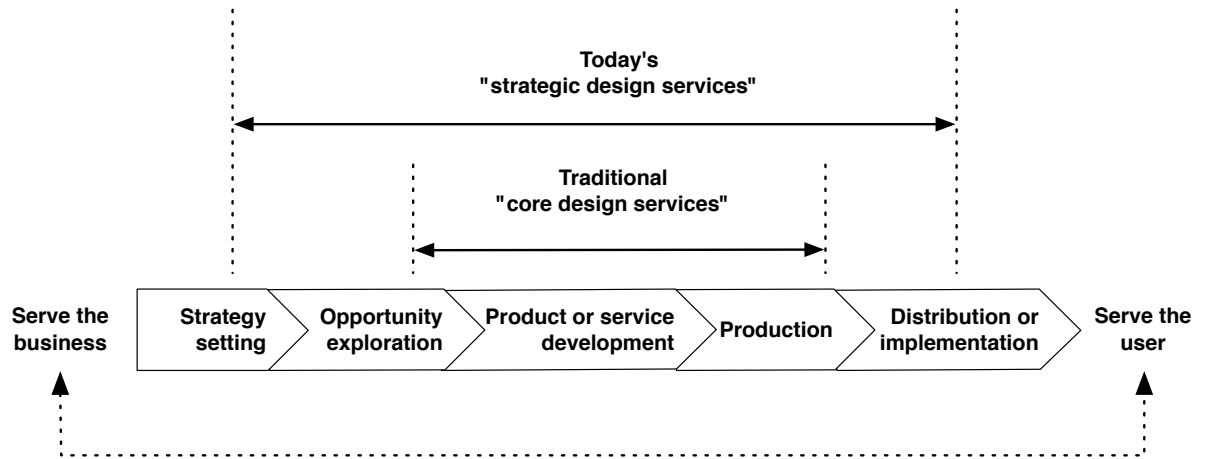 Today's
"strategic design services"
Traditional
"core design services"
Serve the
business
Strategy
setting
Opportunity
exploration
Product or service
development
Production
Distribution or
implementation
Serve the
user